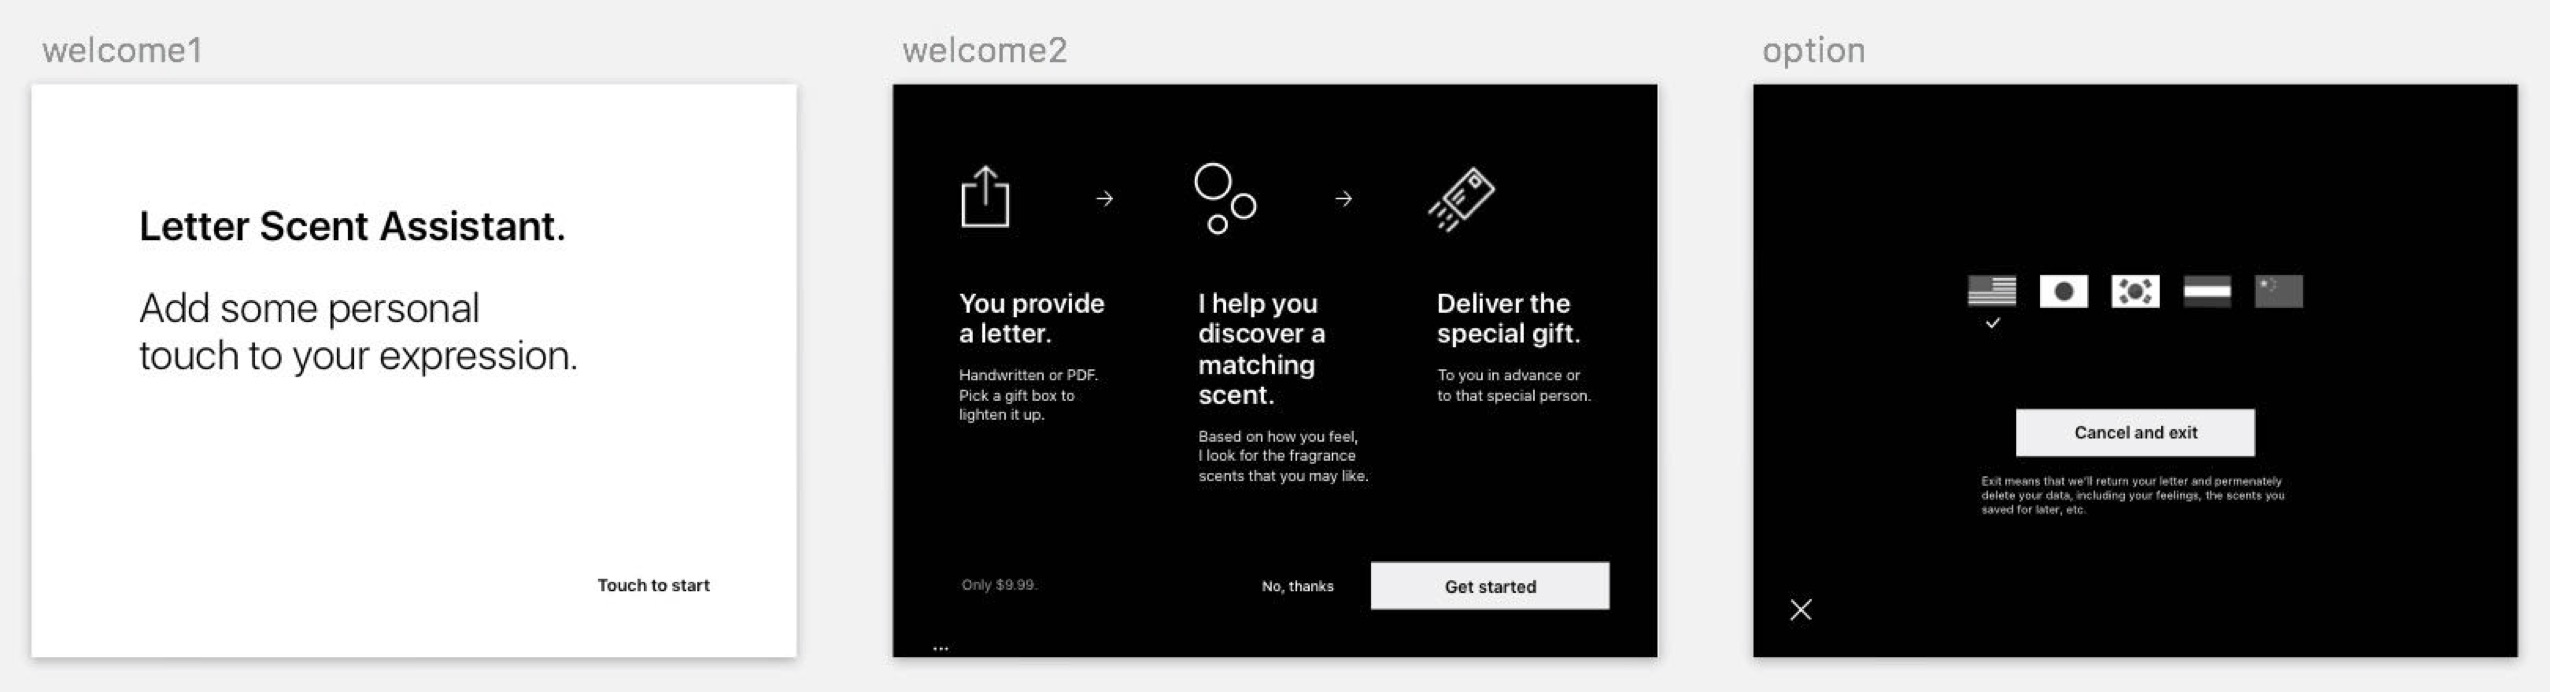 welcome1
Letter Scent Assistant.
Add some personal
touch to your expression.
Touch to start
welcome2
You provide
a letter.
Handwritten or PDF.
Pick a gift box to
lighten it up.
I help you
discover a
matching
scent.
Based on how you feel,
I look for the fragrance
scents that you may like.
Deliver the
special gift.
To you in advance or
to that special person.
Only $9.99.
No, thanks
Get started
...
option
Cancel and exit
Exit means that we'll return your letter and permenately
delete your data, including your feelings, the scents you
saved for later, etc.